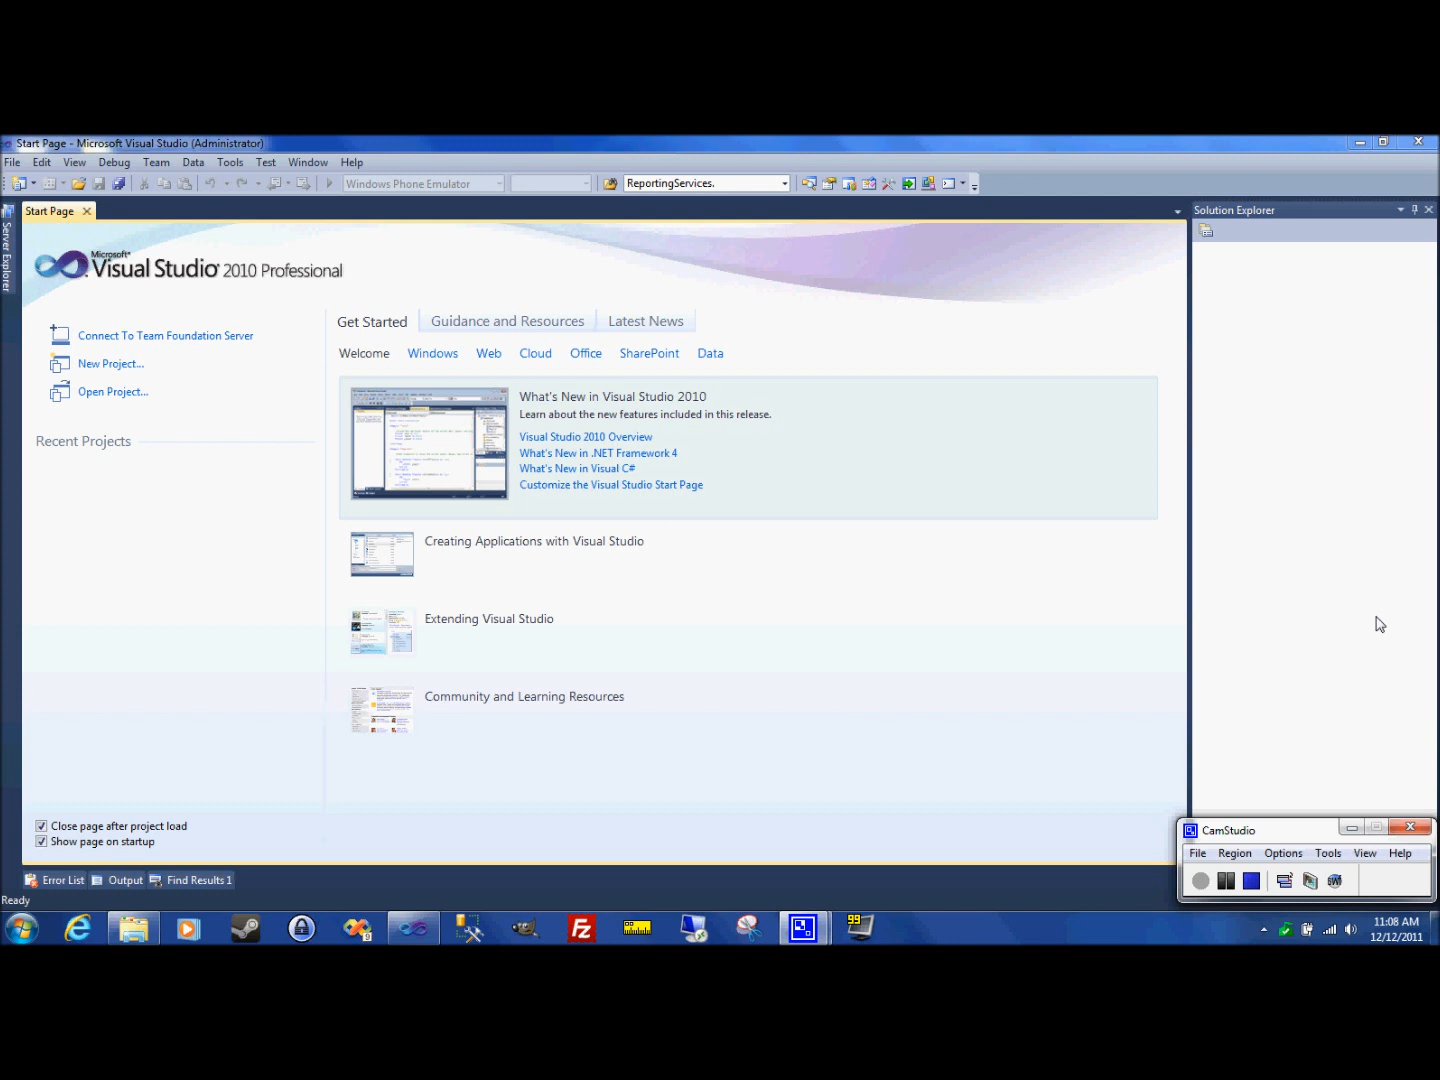 Start Page - Microsoft Visual Studio (Administrator)
File Edit View Debug Team Data Tools Test Window Help
Windows Phone Emulator
ReportingServices.
Server Explorer
Start Page
Solution Explorer
Microsoft®
Visual Studio® 2010 Professional
Connect To Team Foundation Server
New Project...
Open Project...
Recent Projects
Get Started
Guidance and Resources
Latest News
Welcome Windows Web Cloud Office SharePoint Data
What's New in Visual Studio 2010
Learn about the new features included in this release.
Visual Studio 2010 Overview
What's New in .NET Framework 4
What's New in Visual C#
Customize the Visual Studio Start Page
Creating Applications with Visual Studio
Extending Visual Studio
Community and Learning Resources
Close page after project load
Show page on startup
CamStudio
File Region Options Tools View Help
Error List Output Find Results 1
Ready
9
99
11:08 AM
12/12/2011